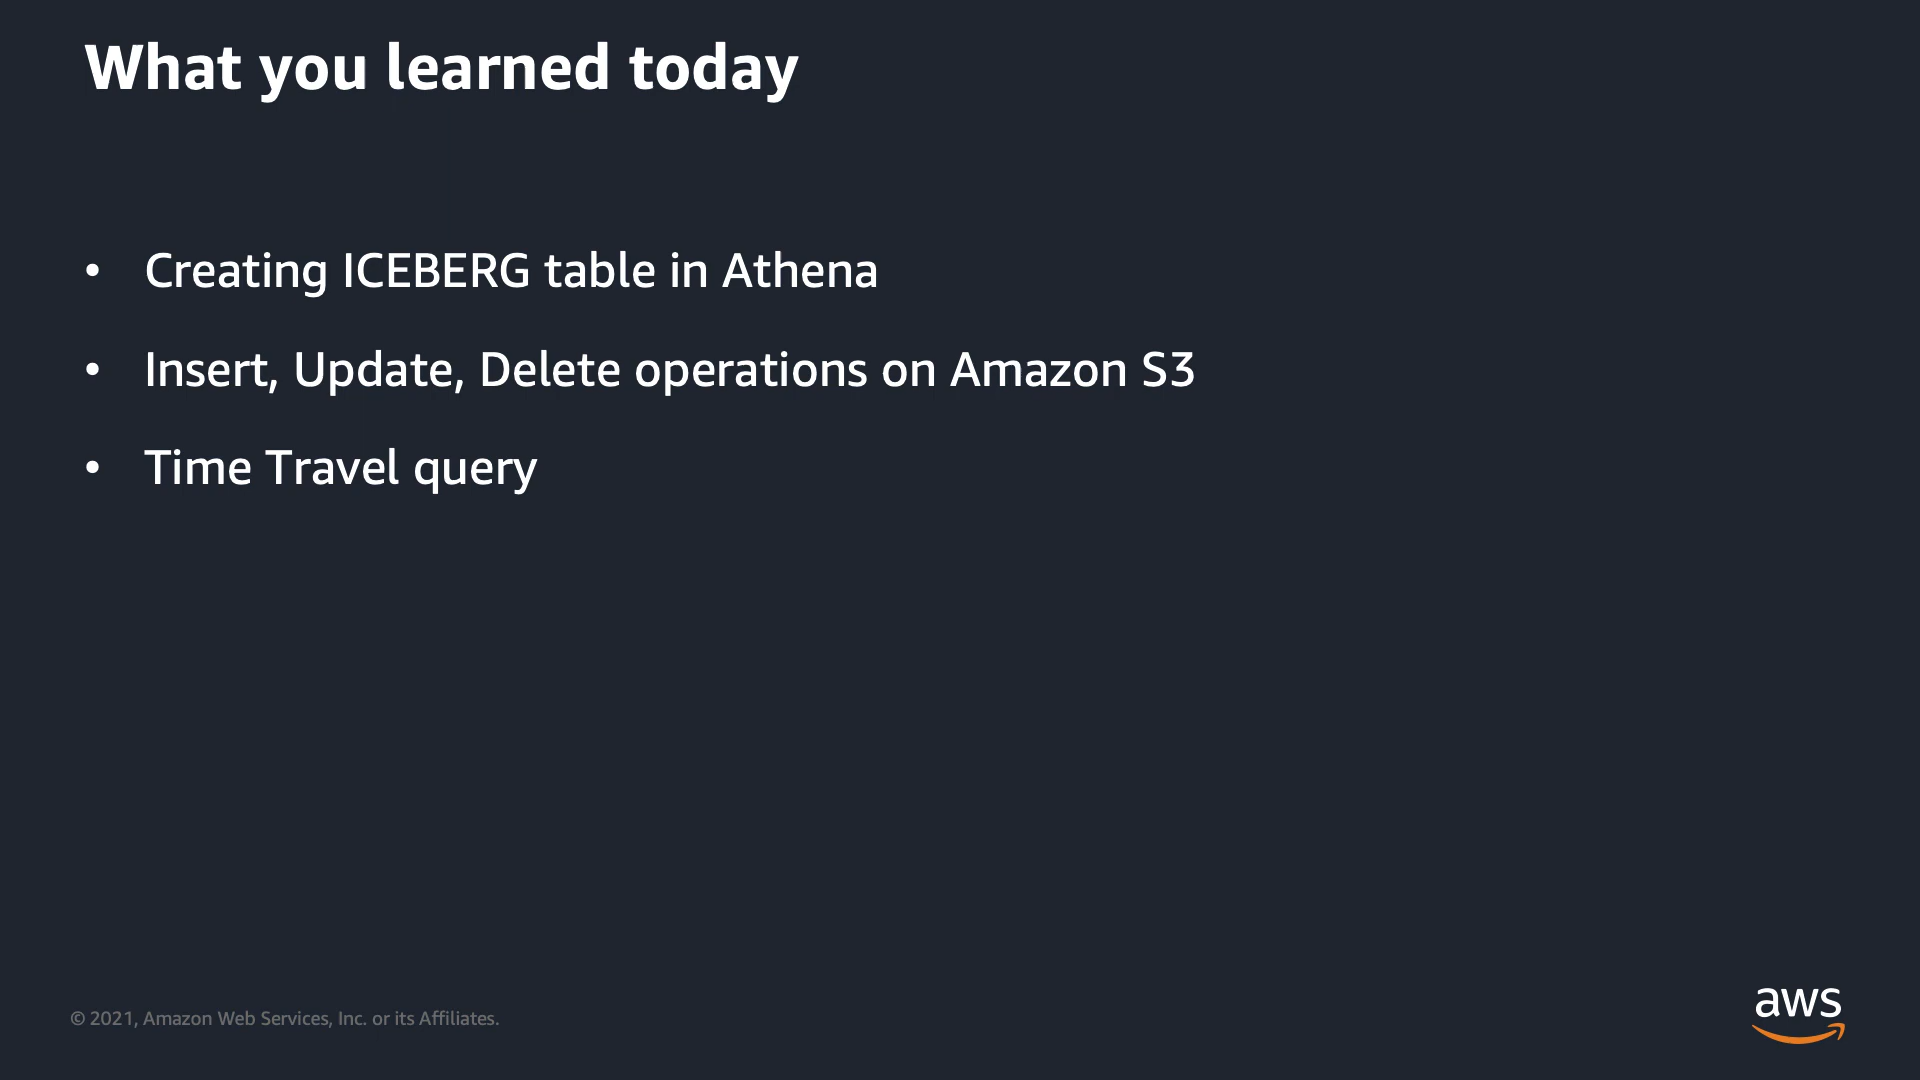 What you learned today
• Creating ICEBERG table in Athena
• Insert, Update, Delete operations on Amazon S3
• Time Travel query
© 2021, Amazon Web Services, Inc. or its Affiliates.
aws